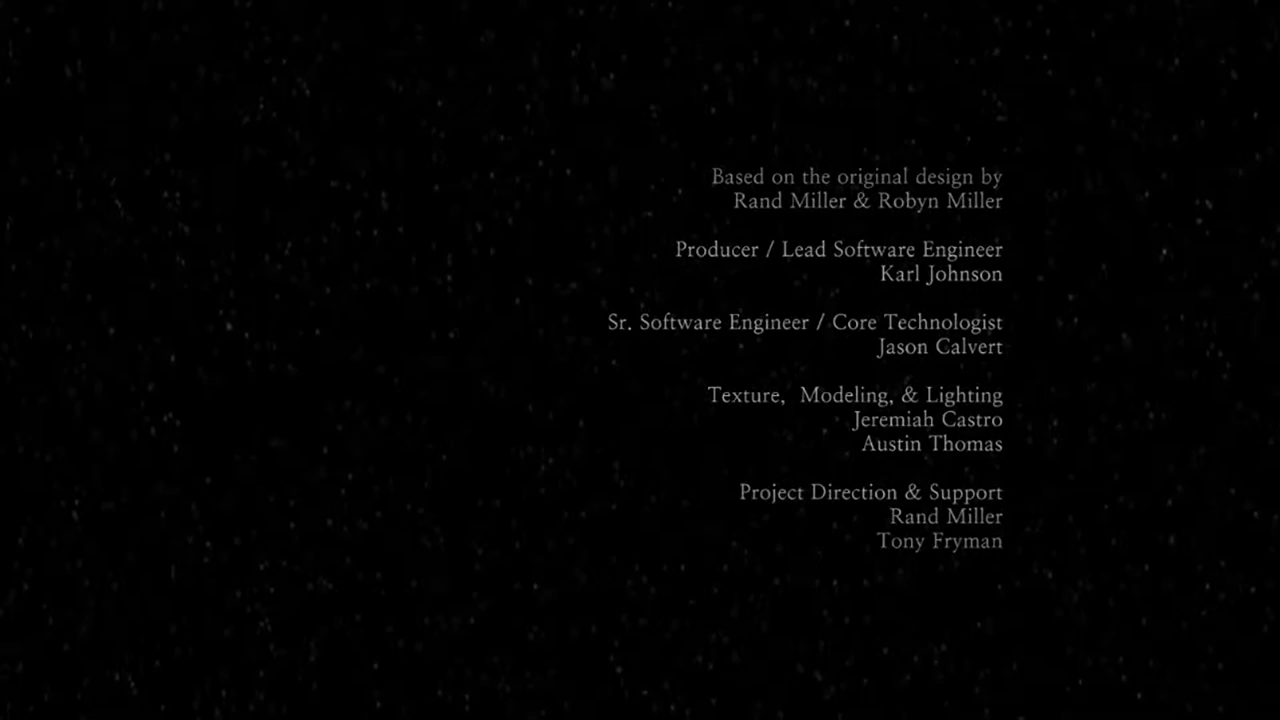 Based on the original design by
Rand Miller & Robyn Miller
Producer / Lead Software Engineer
Karl Johnson
Sr. Software Engineer / Core Technologist
Jason Calvert
Texture,  Modeling, & Lighting
Jeremiah Castro
Austin Thomas
Project Direction & Support
Rand Miller
Tony Fryman